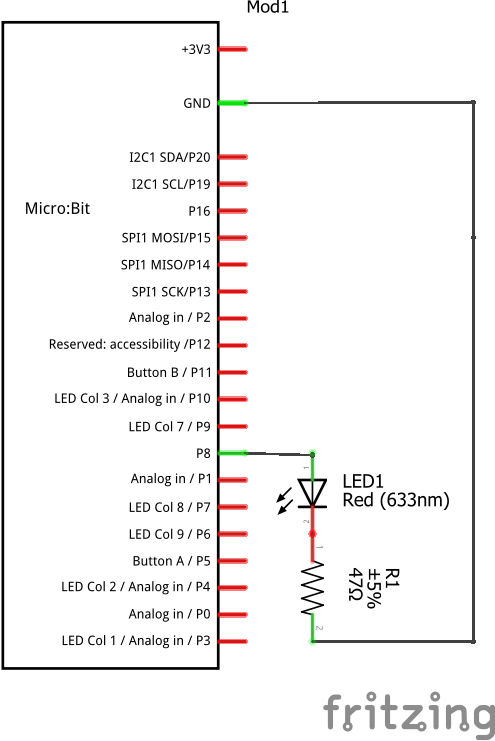 Mod1
+3V3
GND
I2C1 SDA/P20
I2C1 SCL/P19
Micro:Bit
P16
SPI1 MOSI/P15
SPI1 MISO/P14
SPI1 SCK/P13
Analog in / P2
Reserved: accessibility /P12
Button B / P11
LED Col 3 / Analog in / P10
LED Col 7 / P9
P8
Analog in / P1
LED Col 8 / P7
LED Col 9 / P6
Button A / P5
LED Col 2 / Analog in / P4
Analog in / P0
LED Col 1 / Analog in / P3
1
LED1
Red (633nm)
2
1
R1
±5%
47Ω
2
fritzing